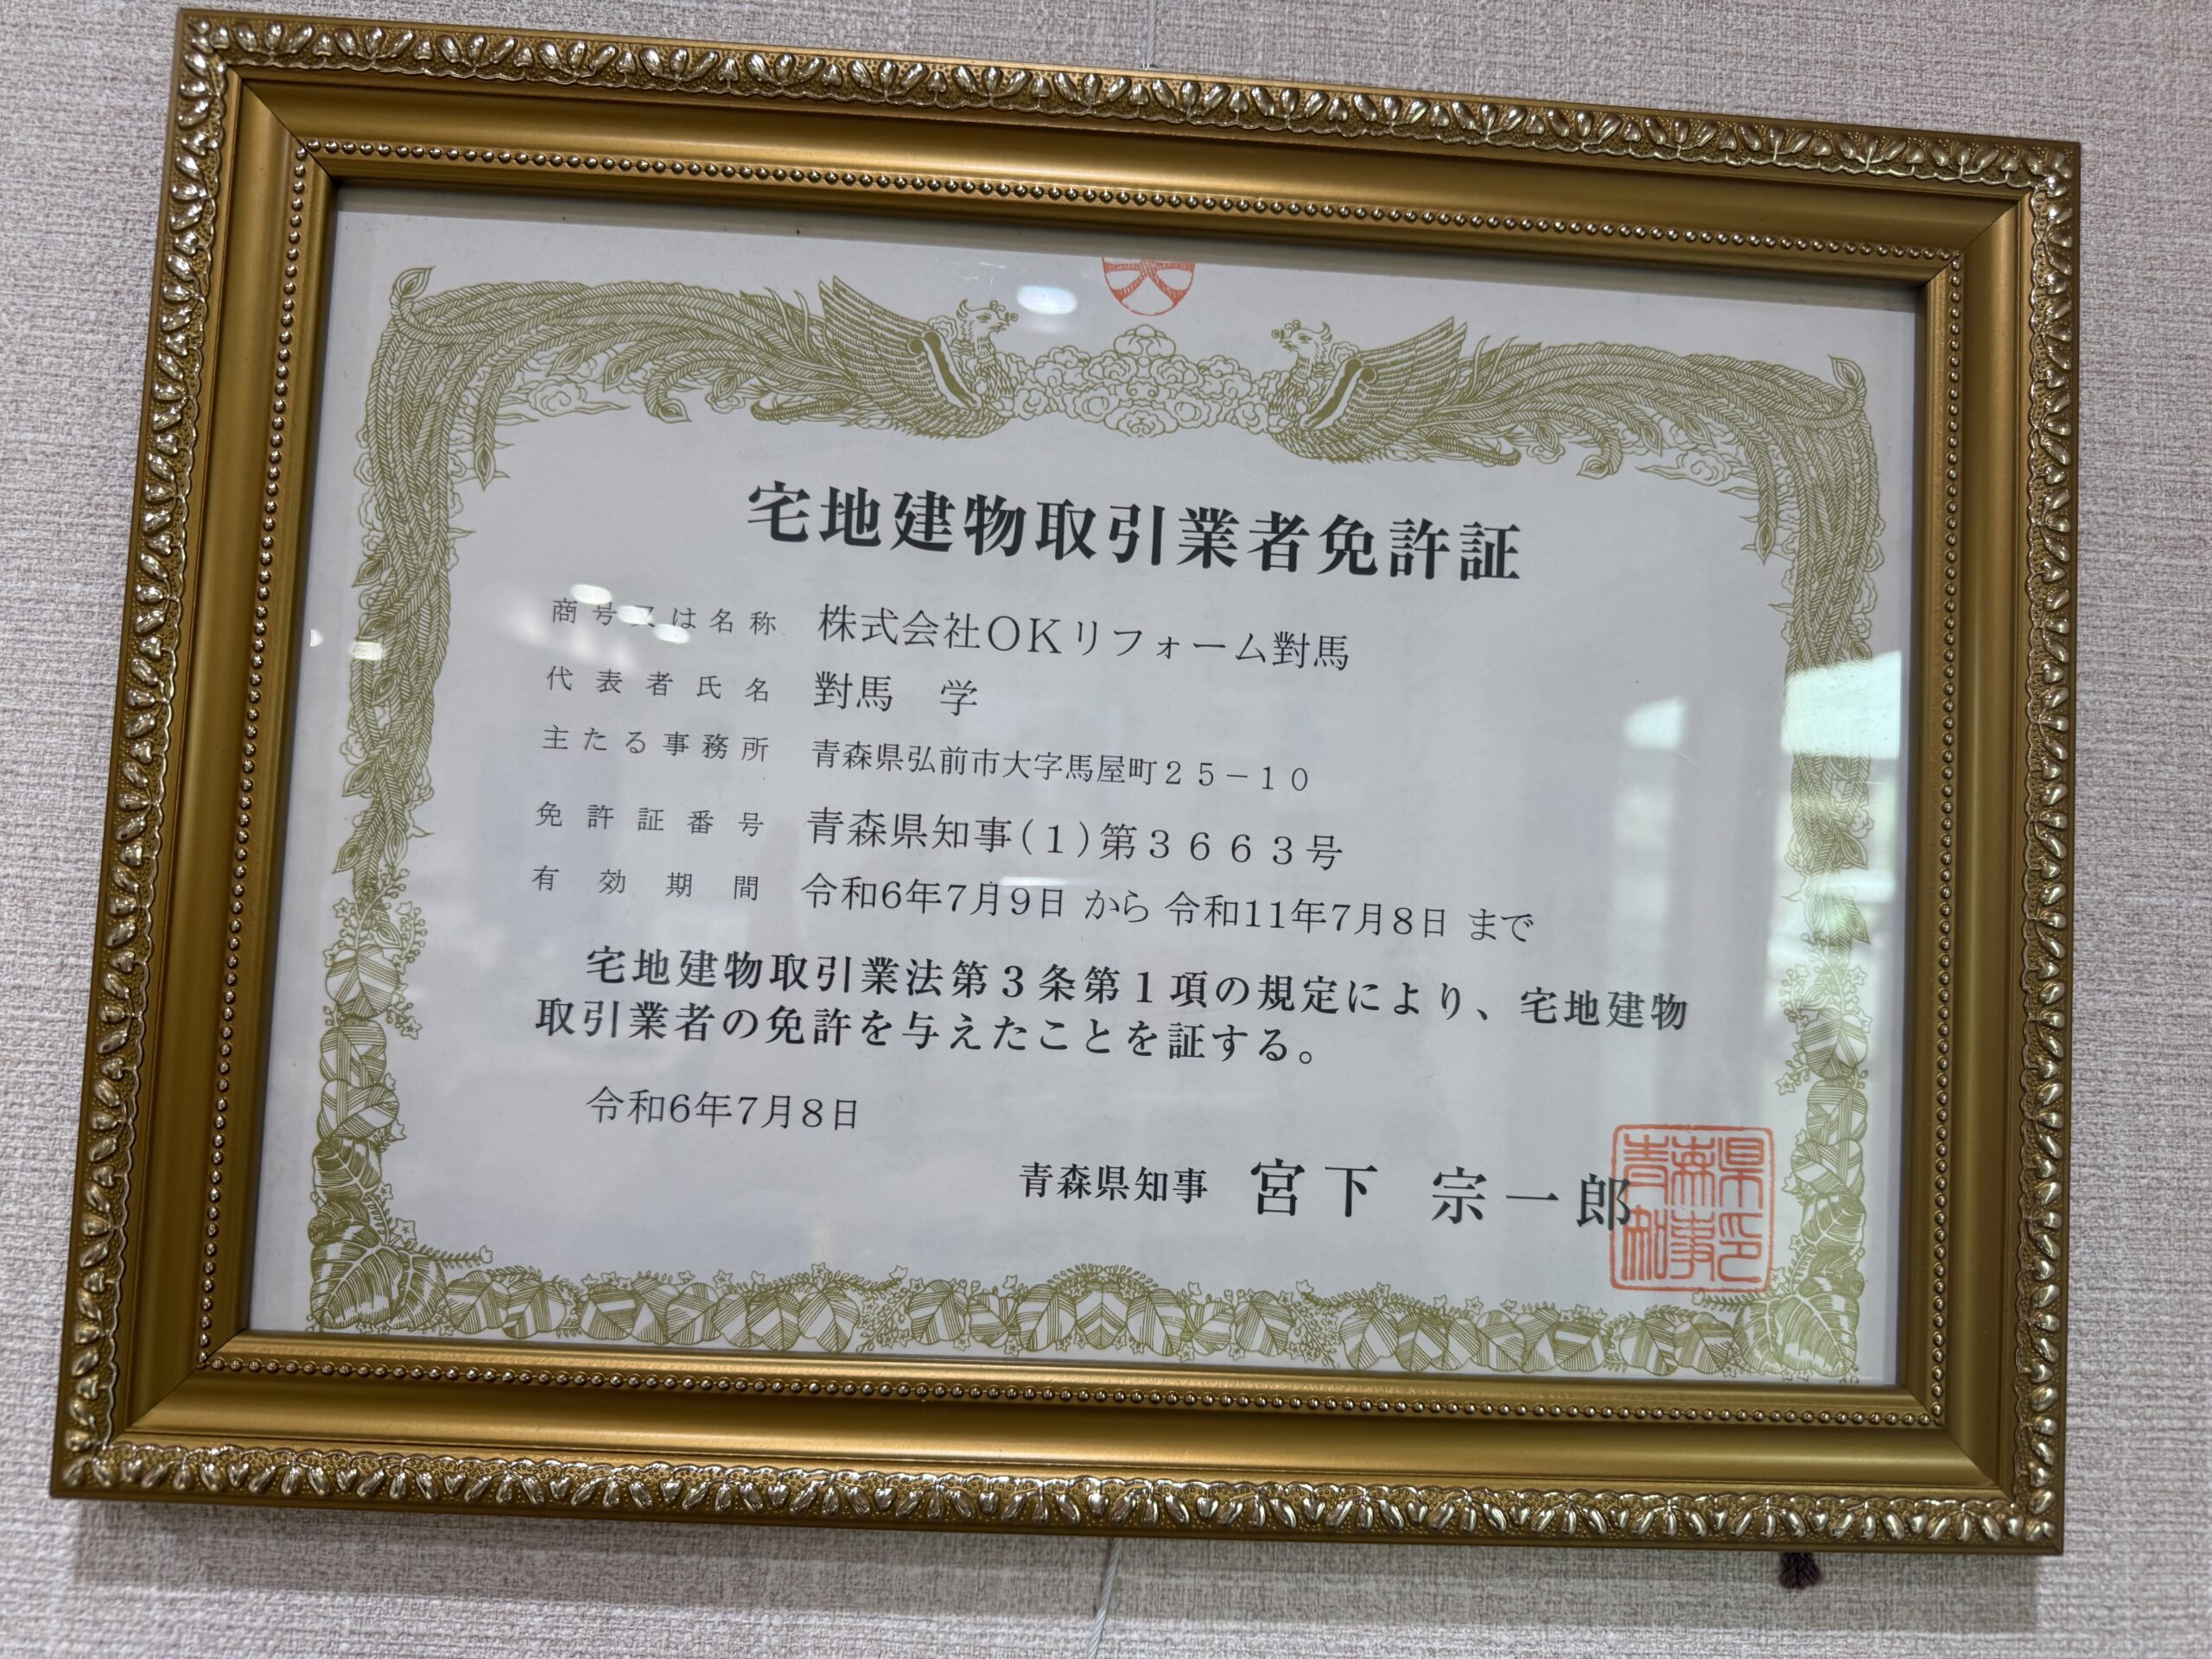 宅地建物取引業者免許証
商号又は名称 株式会社OKリフォーム對馬
代表者氏名 對馬 学
主たる事務所 青森県弘前市大字馬屋町25-10
免許証番号 青森県知事(1)第3663号
有効期間 令和6年7月9日 から 令和11年7月8日 まで
宅地建物取引業法第3条第1項の規定により、宅地建物
取引業者の免許を与えたことを証する。
令和6年7月8日
青森県知事 宮下 宗一郎
青森県知事印